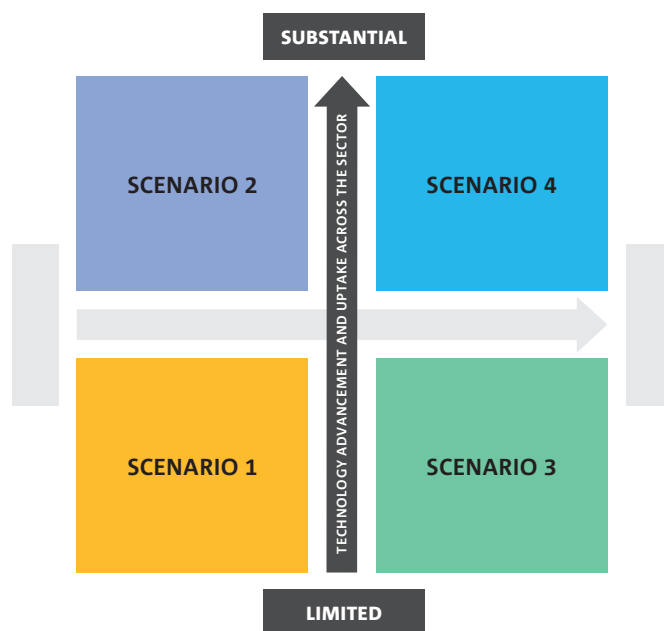 SUBSTANTIAL
SCENARIO 2
SCENARIO 4
TECHNOLOGY ADVANCEMENT AND UPTAKE ACROSS THE SECTOR
SCENARIO 1
SCENARIO 3
LIMITED